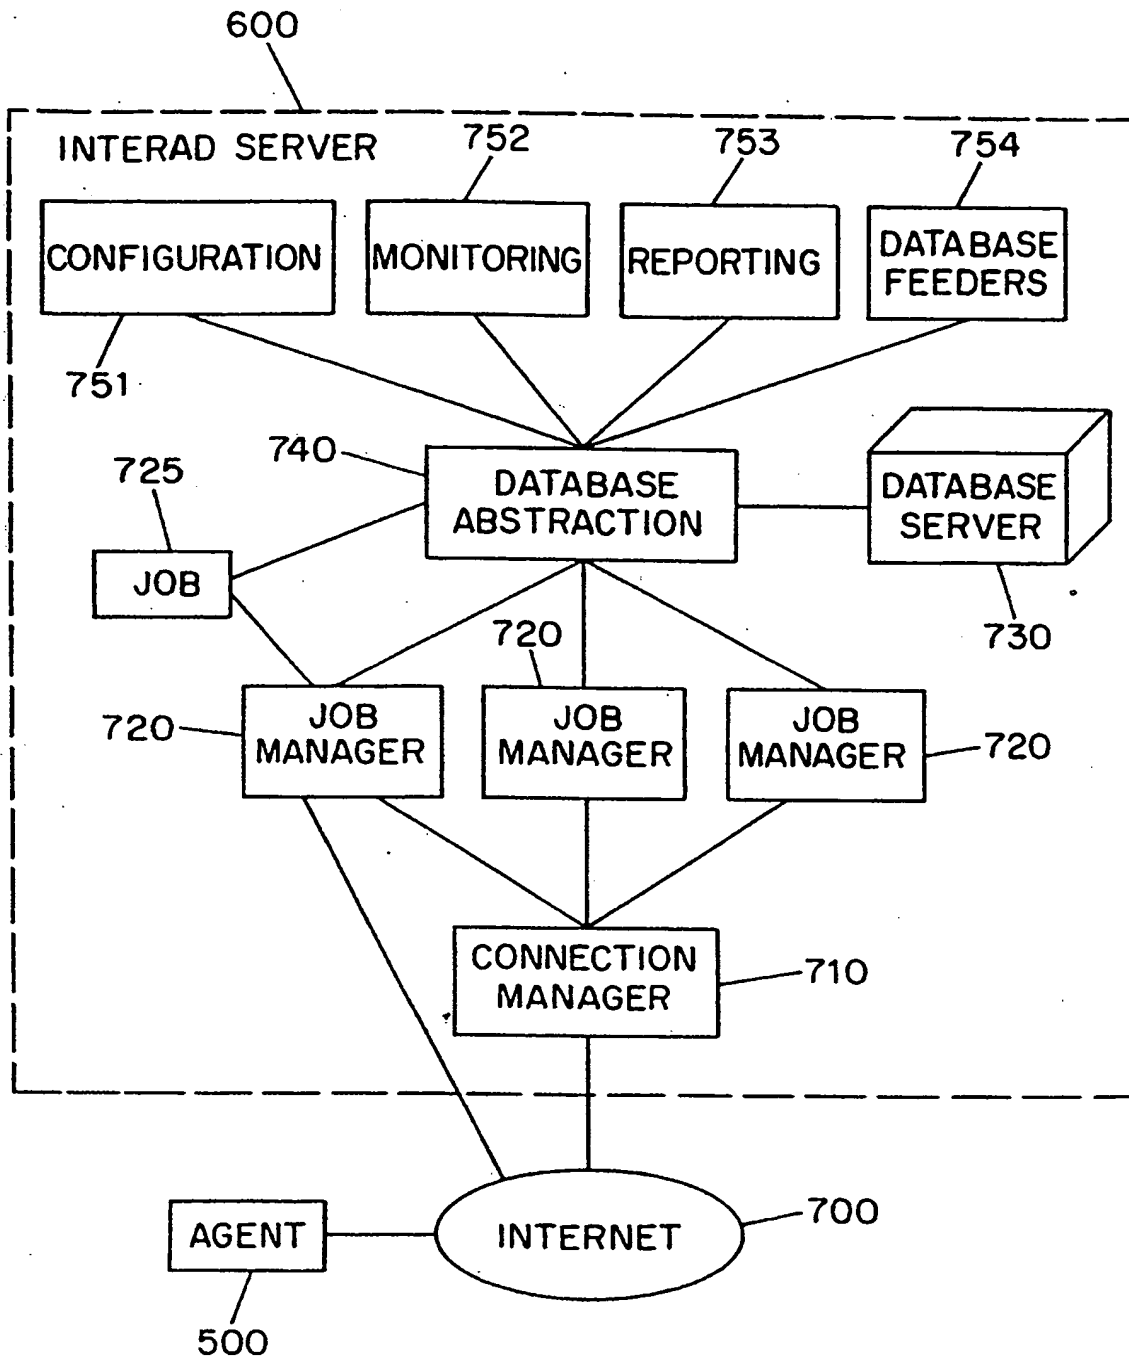 600
INTERAD SERVER
752
753
754
CONFIGURATION
MONITORING
REPORTING
DATABASE
FEEDERS
751
740
725
DATABASE
ABSTRACTION
DATABASE
SERVER
JOB
730
720
720
JOB
MANAGER
JOB
MANAGER
JOB
MANAGER
720
CONNECTION
MANAGER
710
AGENT
INTERNET
700
500